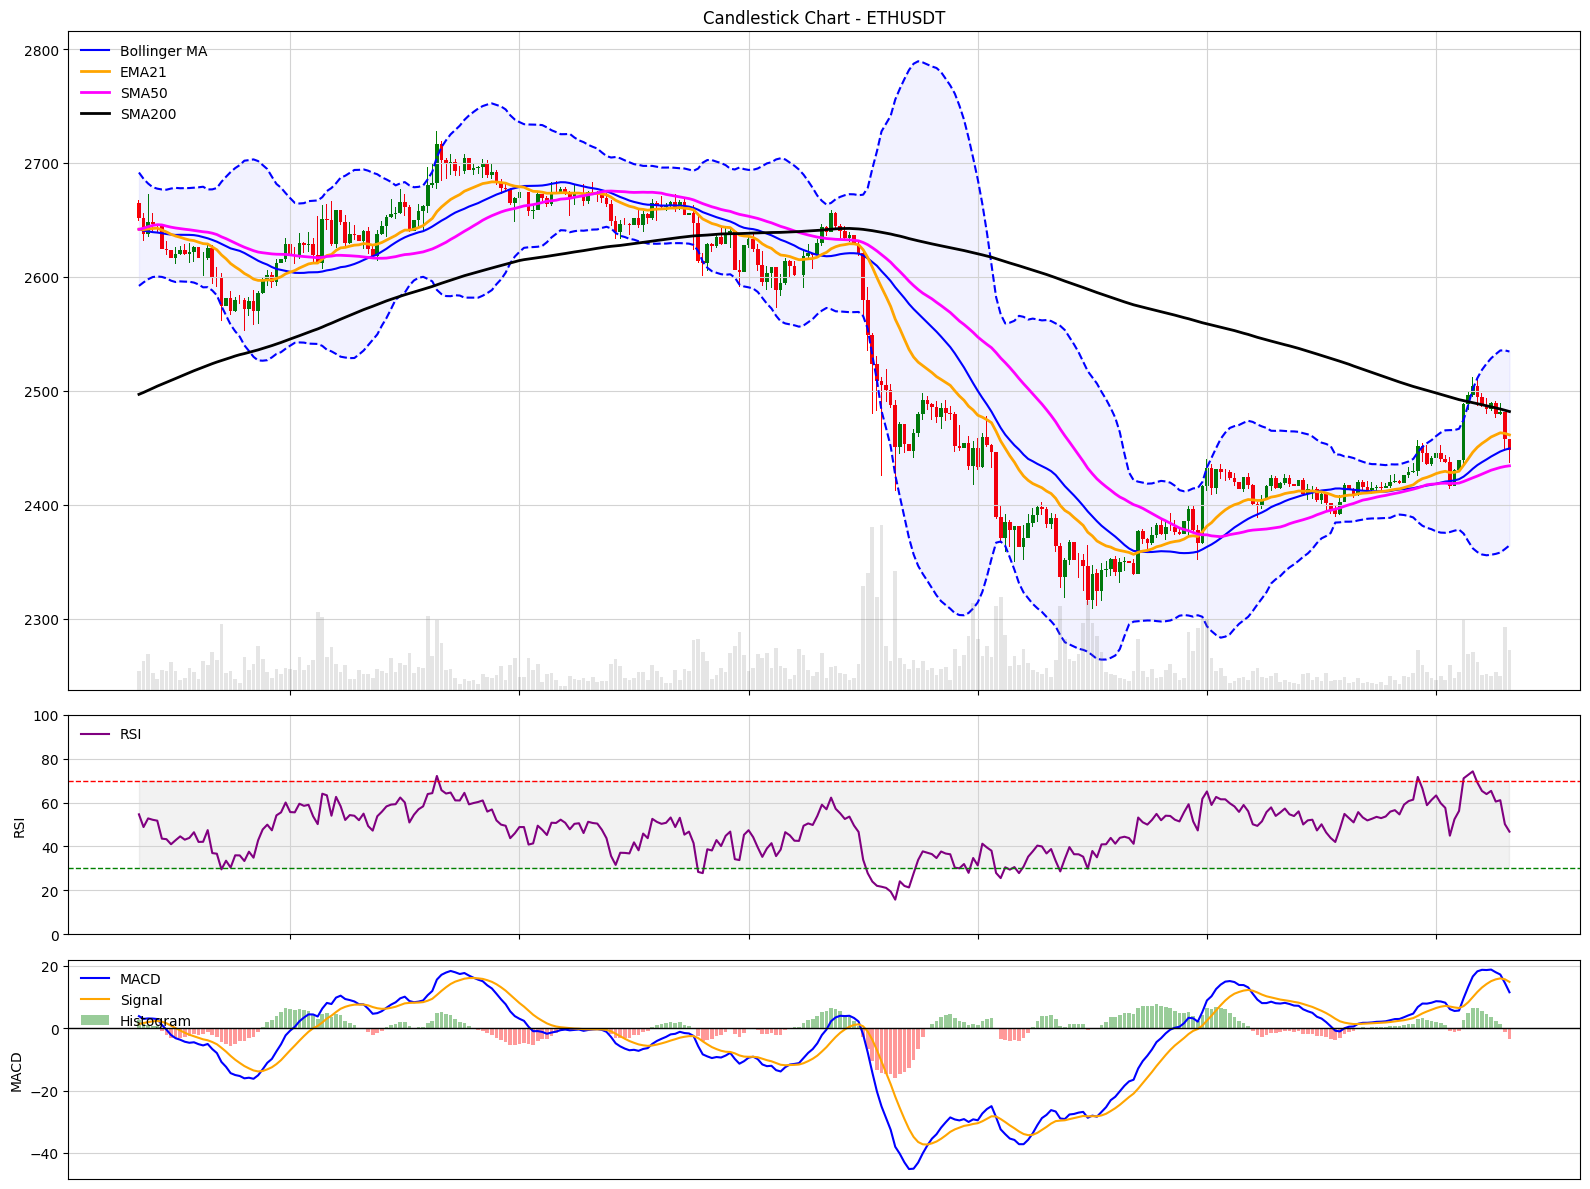 Candlestick Chart - ETHUSDT
Bollinger MA
EMA21
SMA50
SMA200
2800
2700
2600
2500
2400
2300
RSI
RSI
100
80
60
40
20
0
MACD
Signal
Histogram
MACD
20
0
−20
−40